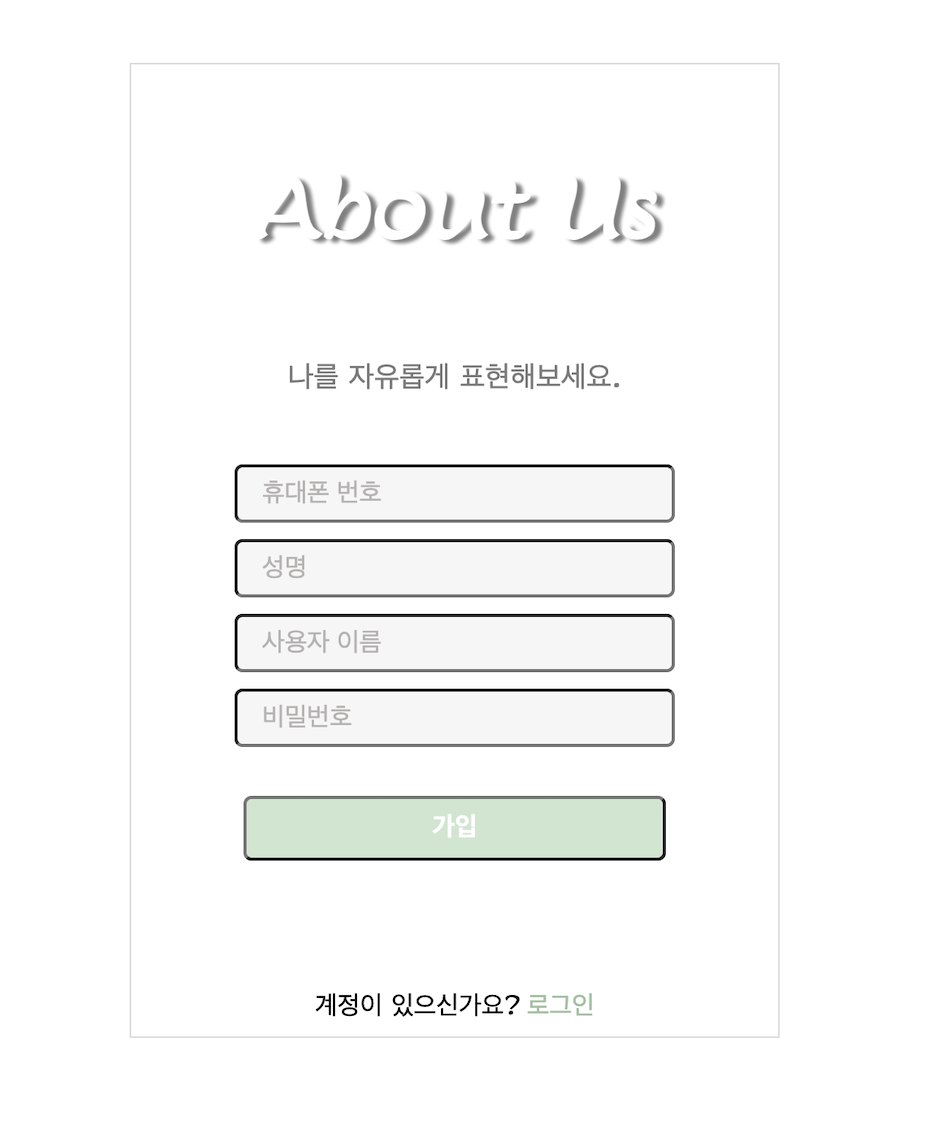 About Us
나를 자유롭게 표현해보세요.
휴대폰 번호
성명
사용자 이름
비밀번호
가입
계정이 있으신가요? 로그인